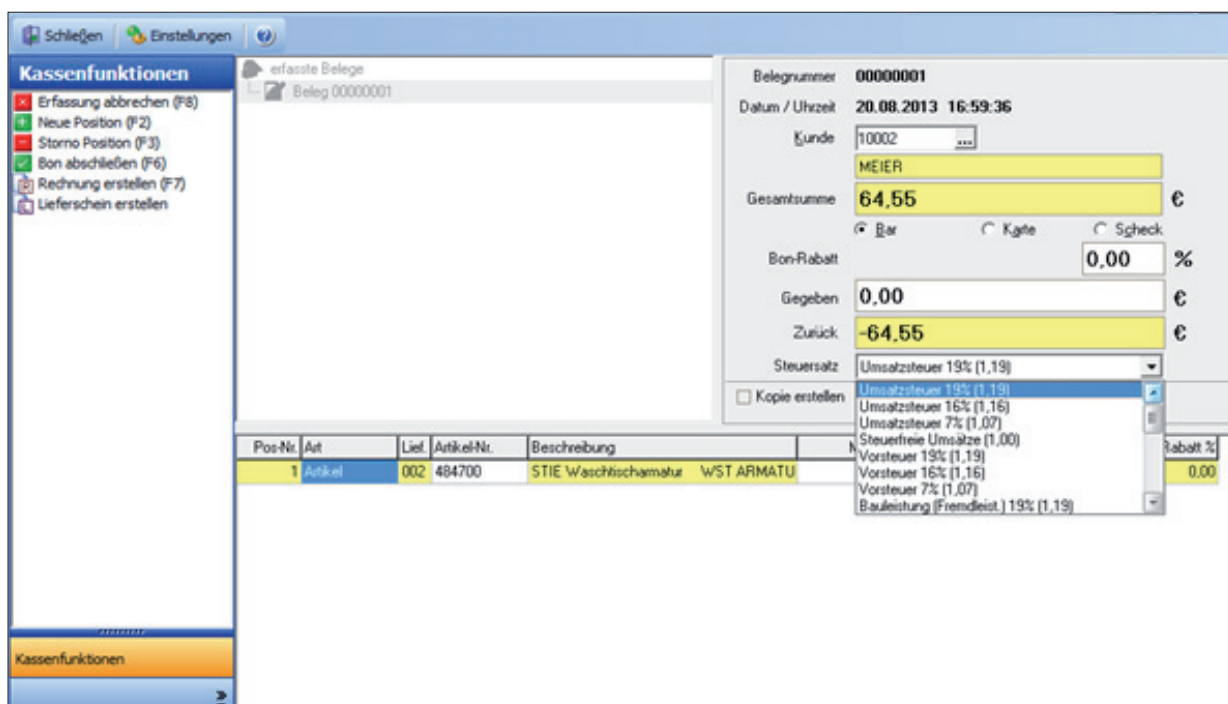 Schließen Einstellungen
Kassenfunktionen
Erfassung abbrechen (F8)
Neue Position (F2)
Storno Position (F3)
Bon abschließen (F6)
Rechnung erstellen (F7)
Lieferschein erstellen
erfasste Belege
Beleg 00000001
Belegnummer 00000001
Datum / Uhrzeit 20.08.2013 16:59:36
Kunde 10002 ...
MEIER
Gesamtsumme 64,55 €
Bar Karte Scheck
Bon-Rabatt 0,00 %
Gegeben 0,00 €
Zurück -64,55 €
Steuersatz Umsatzsteuer 19% (1,19)
Kopie erstellen
Umsatzsteuer 19% (1,19)
Umsatzsteuer 16% (1,16)
Umsatzsteuer 7% (1,07)
Steuerfreie Umsätze (1,00)
Vorsteuer 19% (1,19)
Vorsteuer 16% (1,16)
Vorsteuer 7% (1,07)
Bauleistung (Fremdleist.) 19% (1,19)
Pos-Nr. Art Lief. Artikel-Nr. Beschreibung Rabatt %
1 Artikel 002 484700 STIE Waschtischarmatur WST ARMATU 0,00
Kassenfunktionen